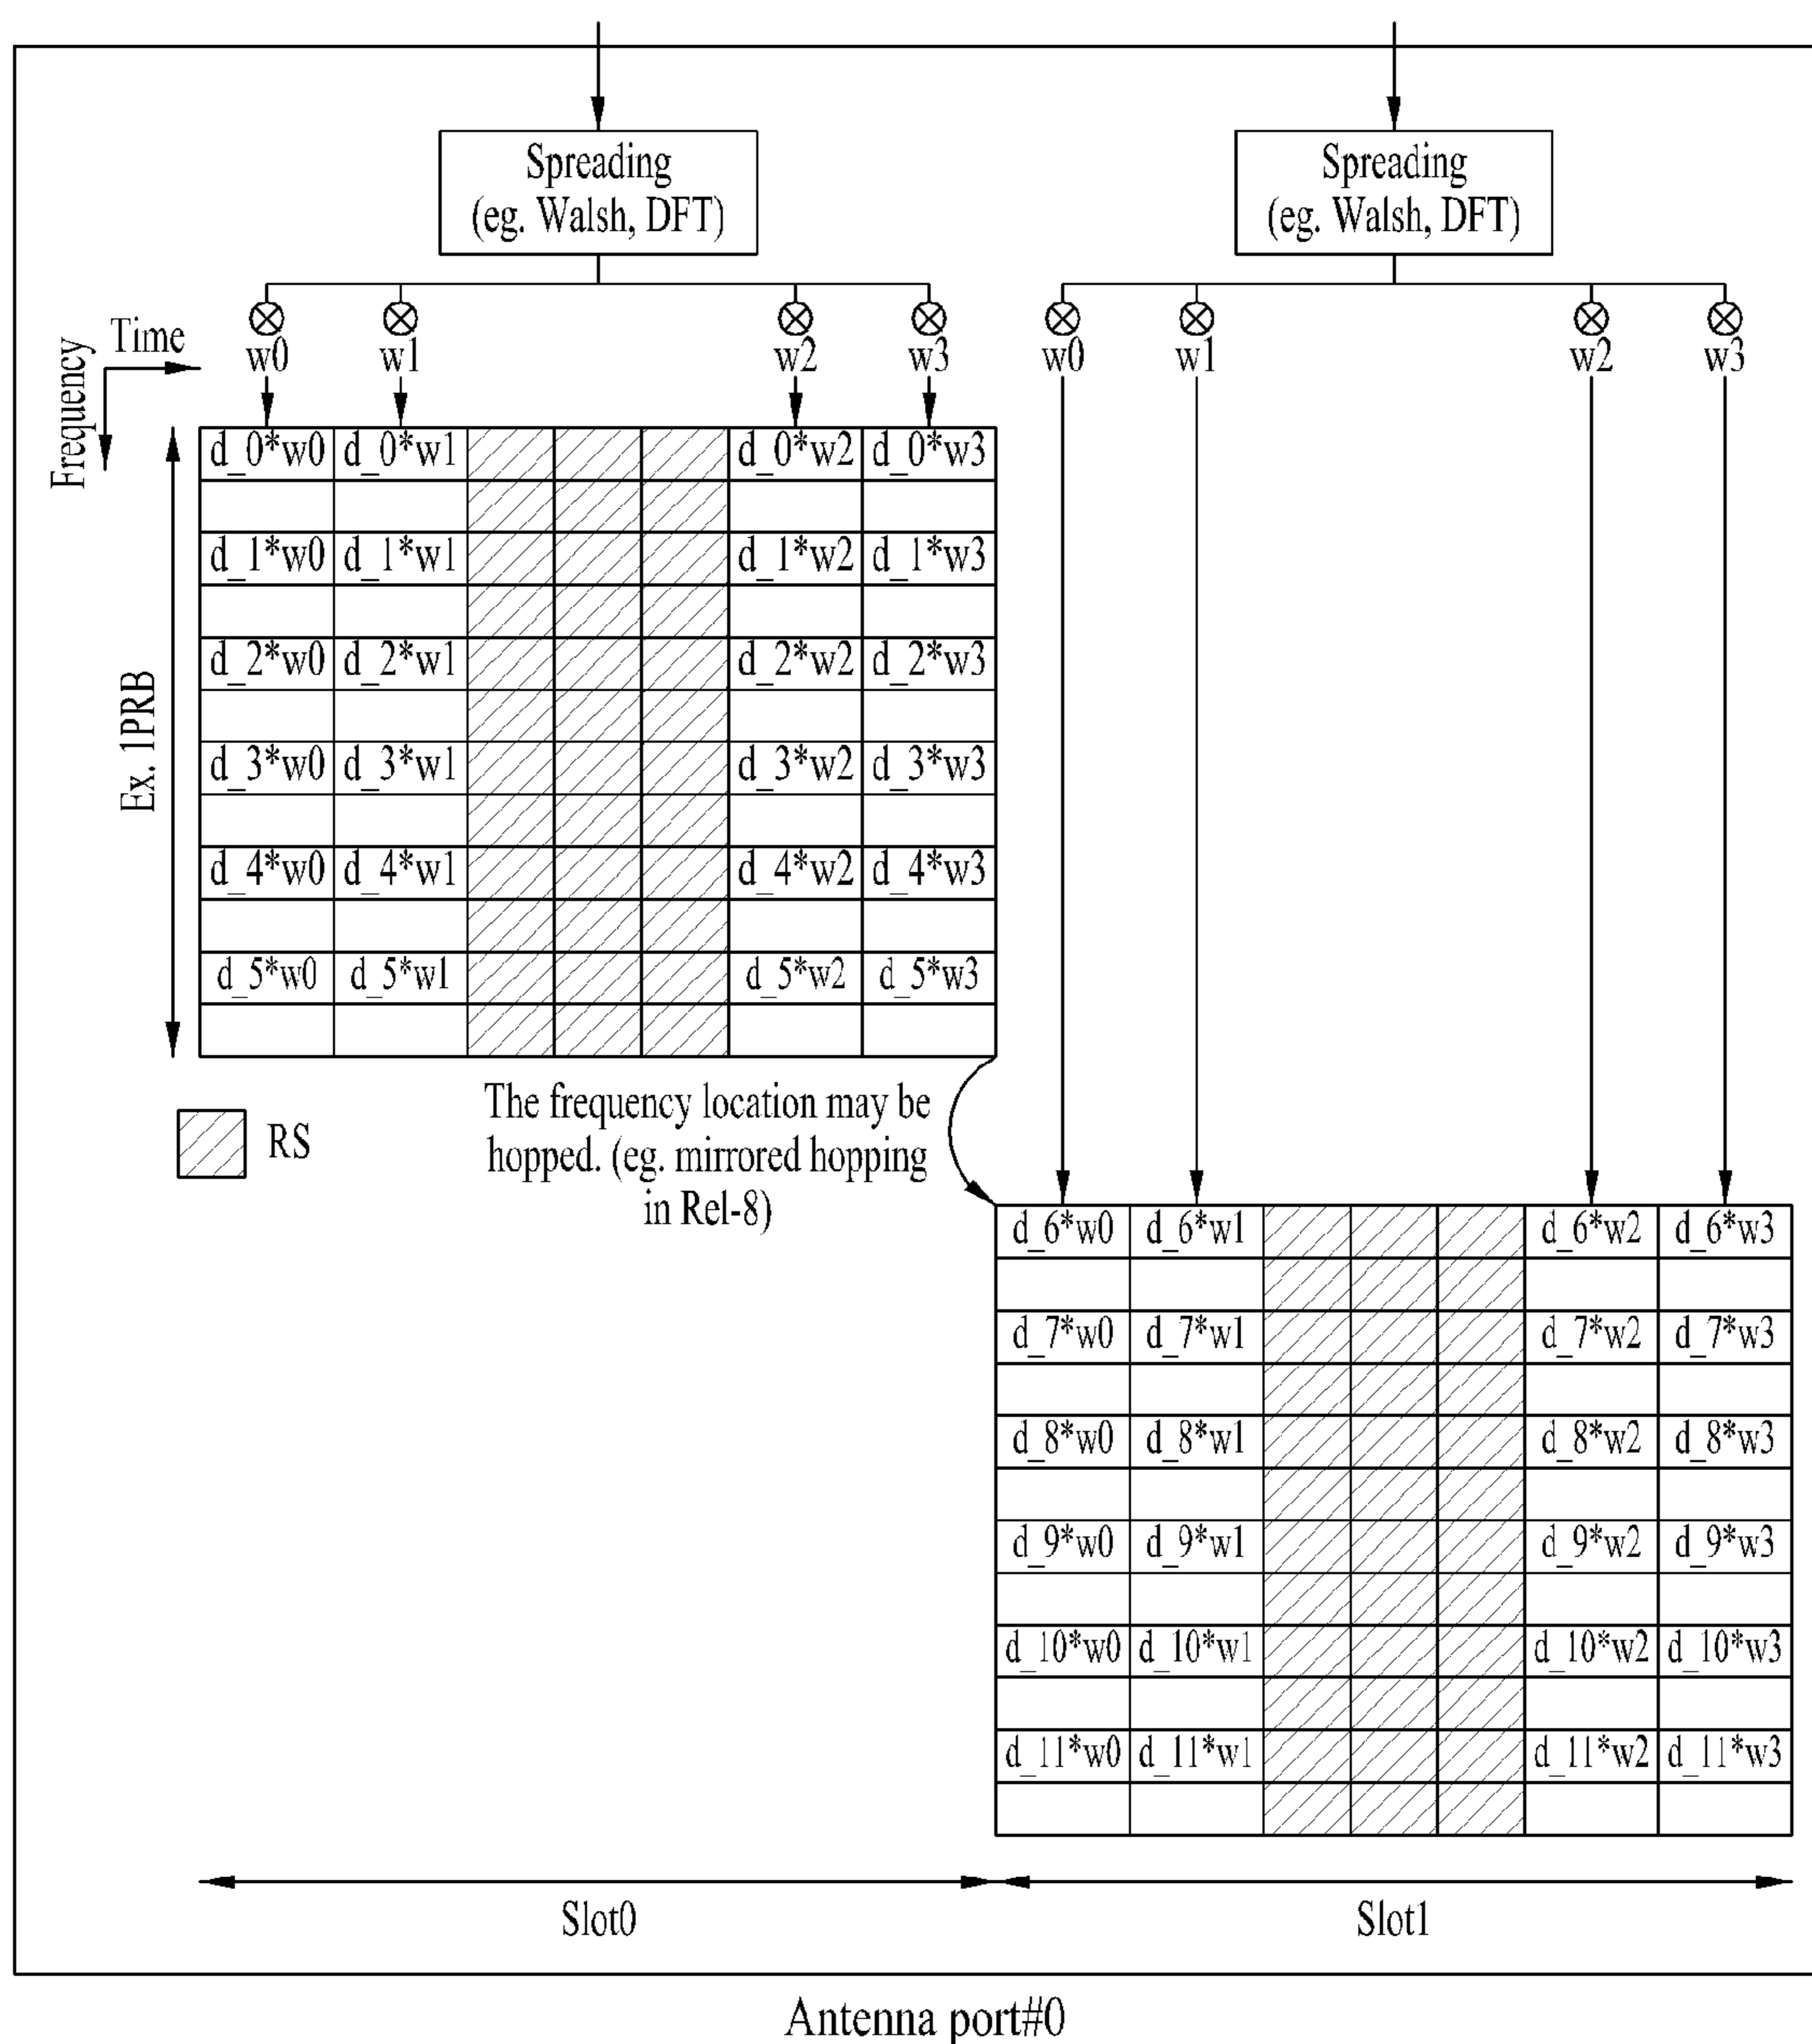 Spreading
(eg. Walsh, DFT)
Spreading
(eg. Walsh, DFT)
Time
Frequency
w0 w1 w2 w3 w0 w1 w2 w3
Ex. 1PRB
d_0*w0 d_0*w1 d_0*w2 d_0*w3
d_1*w0 d_1*w1 d_1*w2 d_1*w3
d_2*w0 d_2*w1 d_2*w2 d_2*w3
d_3*w0 d_3*w1 d_3*w2 d_3*w3
d_4*w0 d_4*w1 d_4*w2 d_4*w3
d_5*w0 d_5*w1 d_5*w2 d_5*w3
RS
The frequency location may be
hopped. (eg. mirrored hopping
in Rel-8)
d_6*w0 d_6*w1 d_6*w2 d_6*w3
d_7*w0 d_7*w1 d_7*w2 d_7*w3
d_8*w0 d_8*w1 d_8*w2 d_8*w3
d_9*w0 d_9*w1 d_9*w2 d_9*w3
d_10*w0 d_10*w1 d_10*w2 d_10*w3
d_11*w0 d_11*w1 d_11*w2 d_11*w3
Slot0 Slot1
Antenna port#0